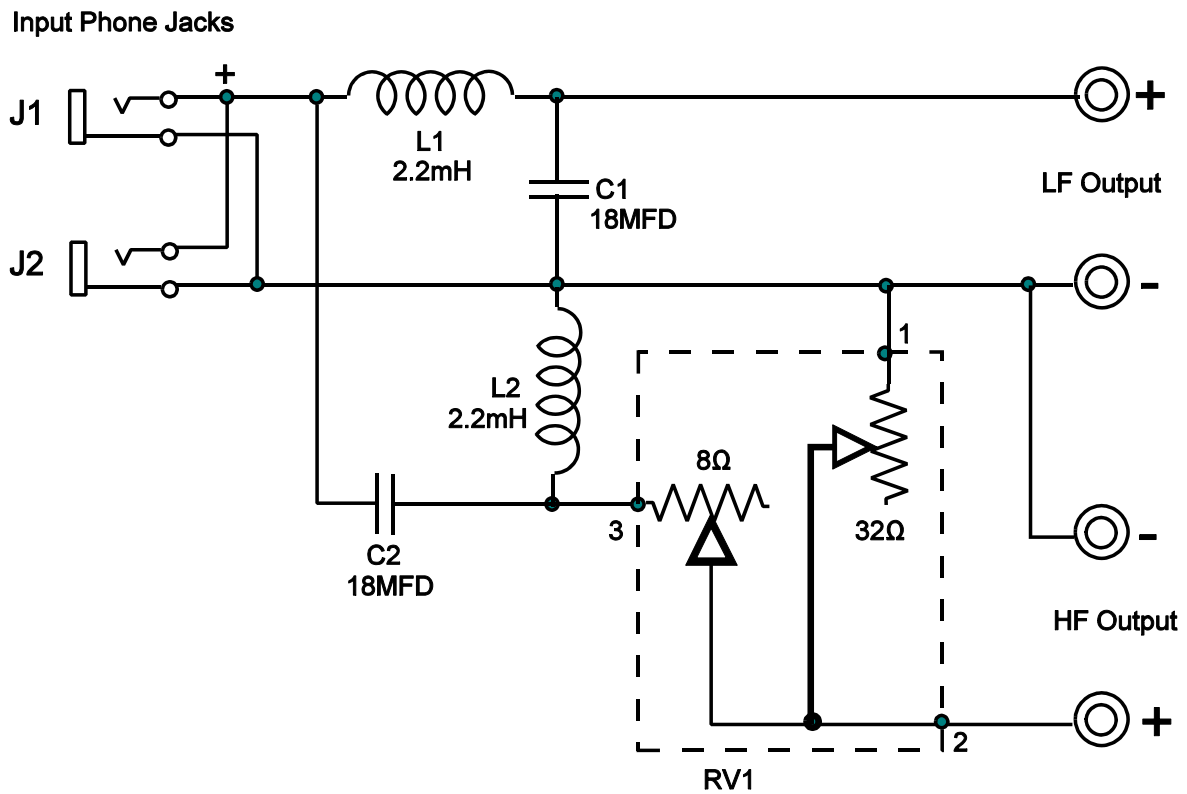 Input Phone Jacks
+
J1
+
L1
2.2mH
C1
18MFD
LF Output
J2
-
1
L2
2.2mH
8Ω
3
32Ω
-
C2
18MFD
HF Output
+
2
RV1